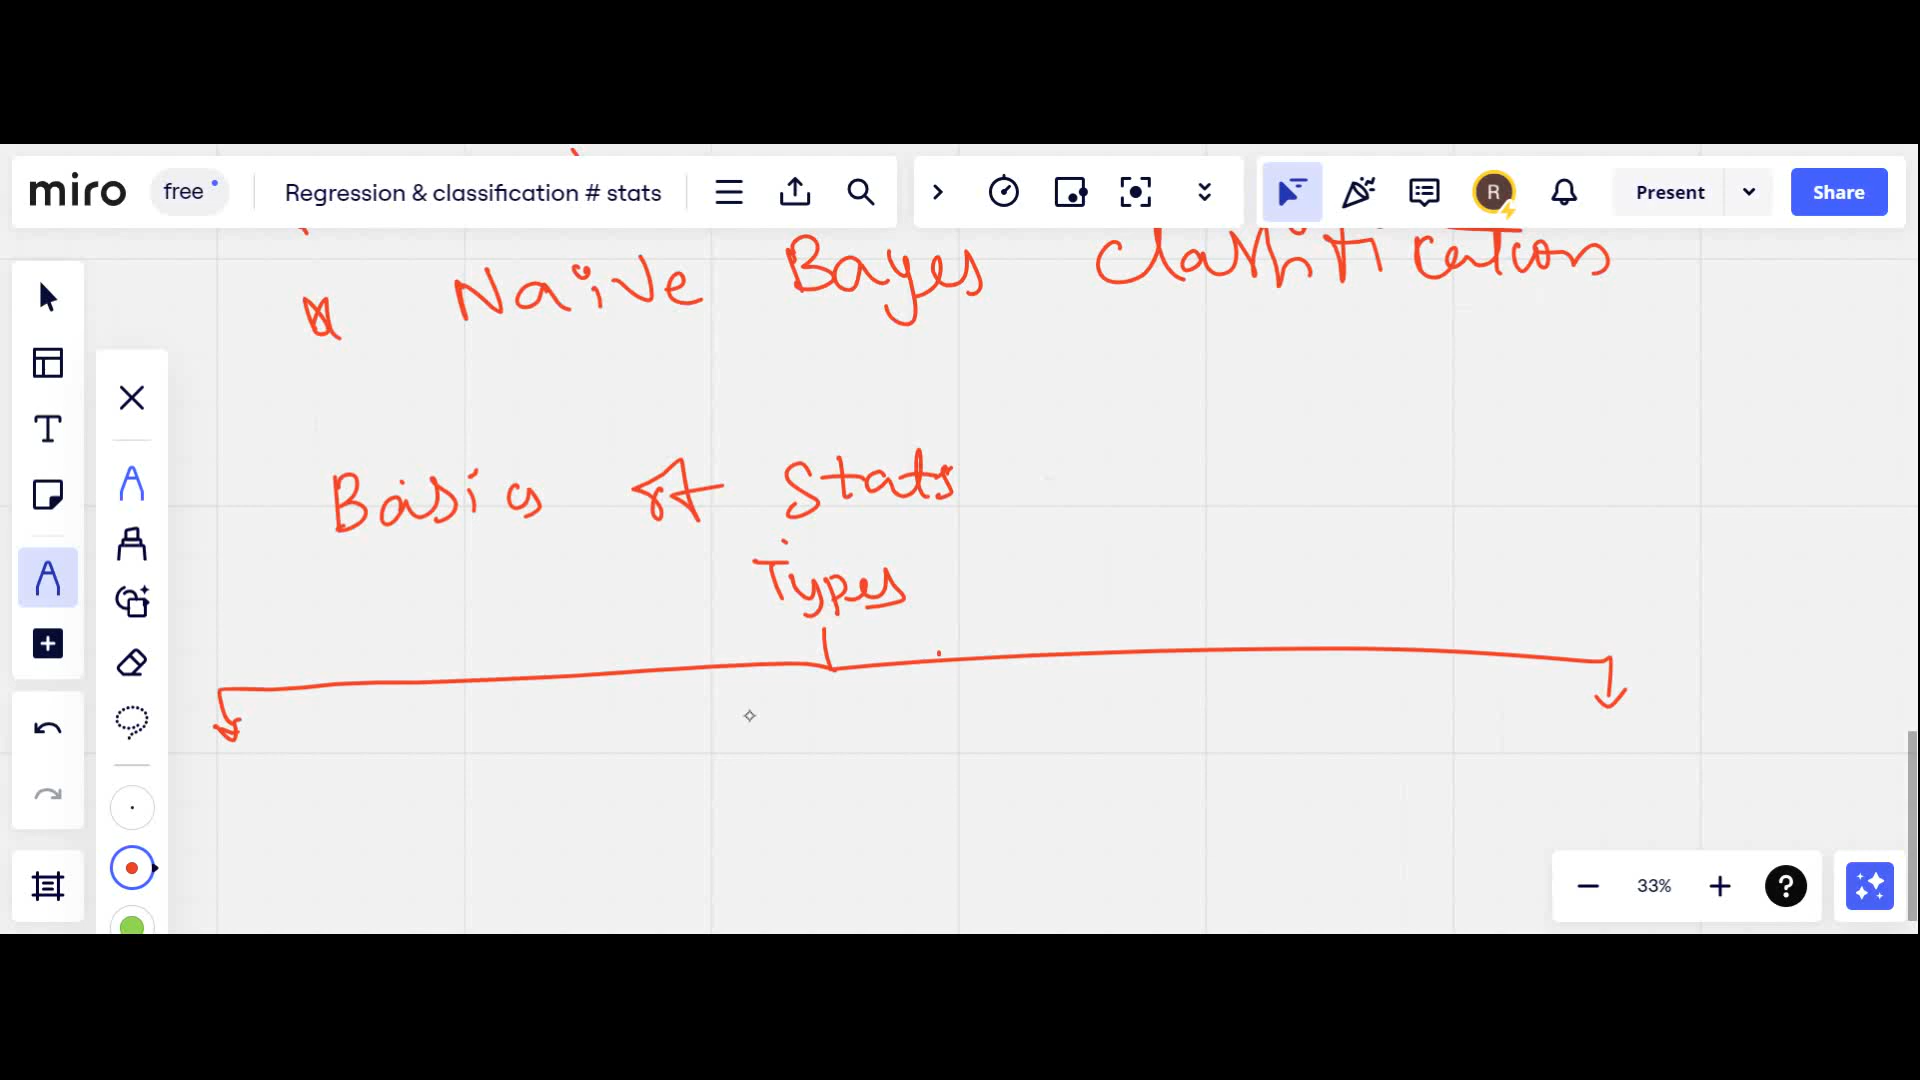 miro free Regression & classification # stats R Present Share
Naive Bayes Classification
Basics of Stats
Types
33%